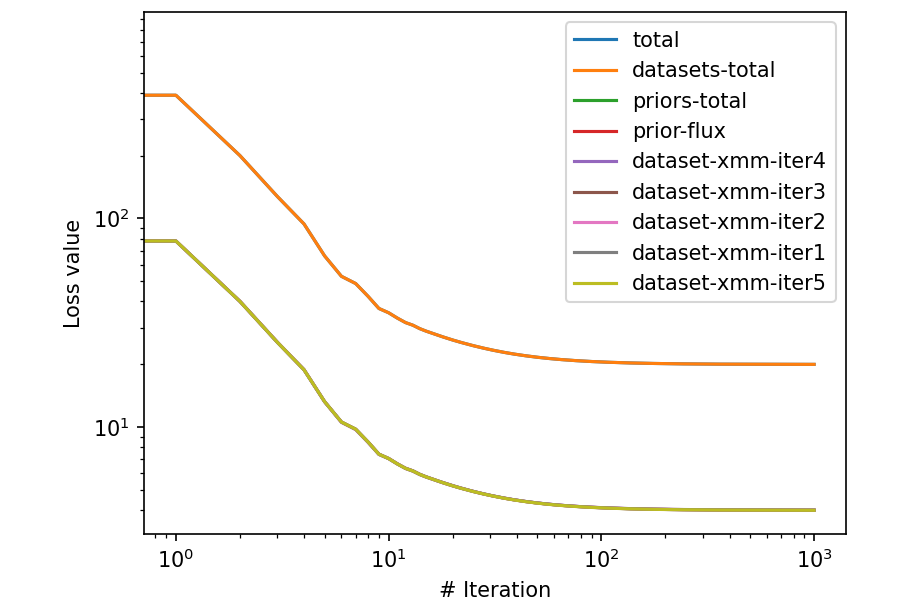 total
datasets-total
priors-total
prior-flux
dataset-xmm-iter4
dataset-xmm-iter3
dataset-xmm-iter2
dataset-xmm-iter1
dataset-xmm-iter5
Loss value
10²
10¹
10⁰ 10¹ 10² 10³
# Iteration